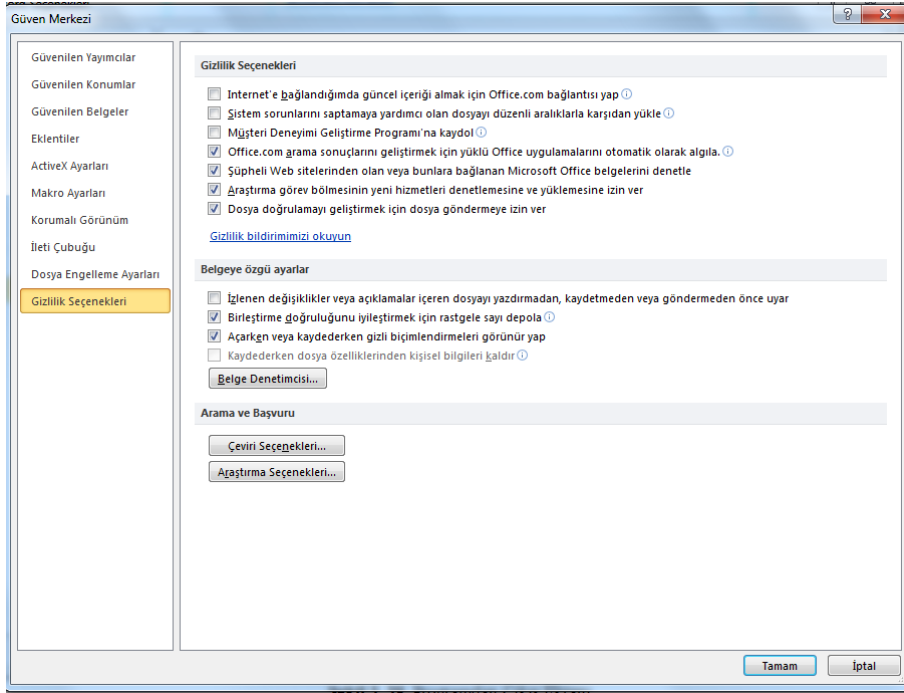 Güven Merkezi
Güvenilen Yayımcılar
Güvenilen Konumlar
Güvenilen Belgeler
Eklentiler
ActiveX Ayarları
Makro Ayarları
Korumalı Görünüm
İleti Çubuğu
Dosya Engelleme Ayarları
Gizlilik Seçenekleri
Gizlilik Seçenekleri
Internet'e bağlandığımda güncel içeriği almak için Office.com bağlantısı yap
Sistem sorunlarını saptamaya yardımcı olan dosyayı düzenli aralıklarla karşıdan yükle
Müşteri Deneyimi Geliştirme Programı'na kaydol
Office.com arama sonuçlarını geliştirmek için yüklü Office uygulamalarını otomatik olarak algıla.
Şüpheli Web sitelerinden olan veya bunlara bağlanan Microsoft Office belgelerini denetle
Araştırma görev bölmesinin yeni hizmetleri denetlemesine ve yüklemesine izin ver
Dosya doğrulamayı geliştirmek için dosya göndermeye izin ver
Gizlilik bildirimimizi okuyun
Belgeye özgü ayarlar
İzlenen değişiklikler veya açıklamalar içeren dosyayı yazdırmadan, kaydetmeden veya göndermeden önce uyar
Birleştirme doğruluğunu iyileştirmek için rastgele sayı depola
Açarken veya kaydederken gizli biçimlendirmeleri görünür yap
Kaydederken dosya özelliklerinden kişisel bilgileri kaldır
Belge Denetimcisi...
Arama ve Başvuru
Çeviri Seçenekleri...
Araştırma Seçenekleri...
Tamam
İptal